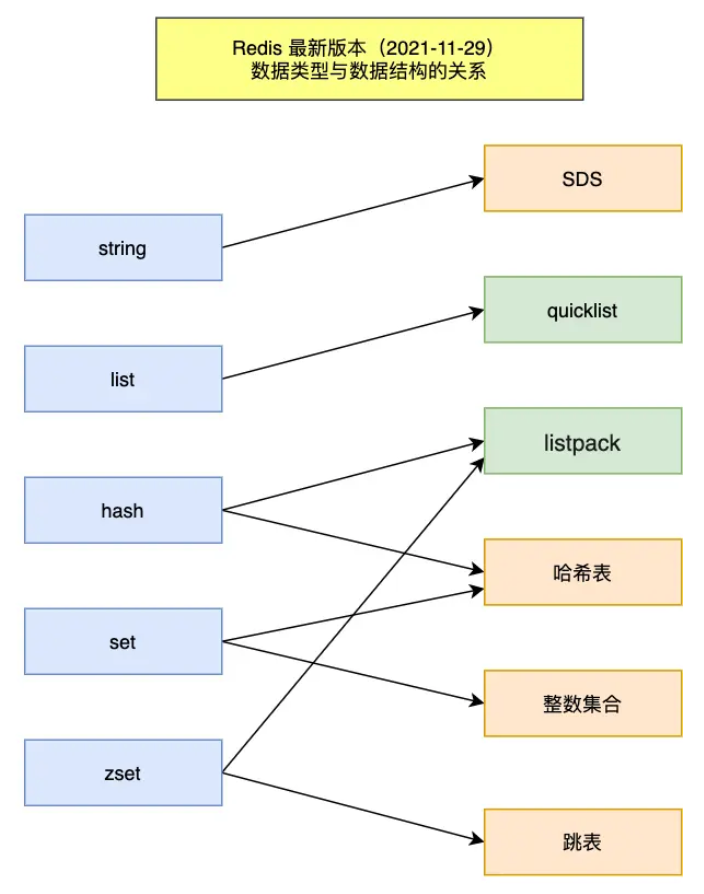 Redis 最新版本（2021-11-29）
数据类型与数据结构的关系
SDS
string
quicklist
list
listpack
hash
哈希表
set
整数集合
zset
跳表